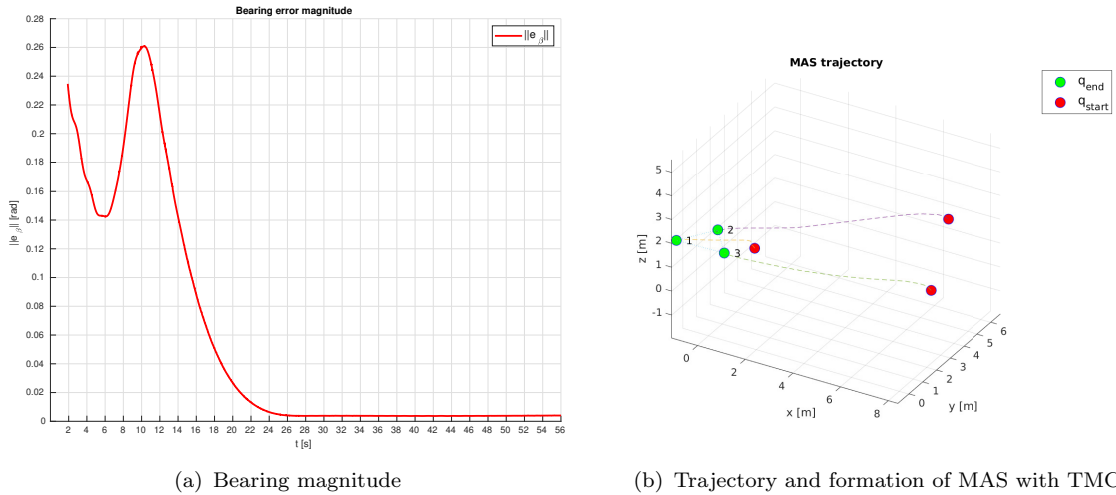 Bearing error magnitude
0.28
0.26
0.24
0.22
0.2
0.18
0.16
0.14
0.12
0.1
0.08
0.06
0.04
0.02
0
||e_β|| [rad]
||e_β||
2 4 6 8 10 12 14 16 18 20 22 24 26 28 30 32 34 36 38 40 42 44 46 48 50 52 54 56
t [s]
(a) Bearing magnitude
MAS trajectory
q_end
q_start
5
4
3
2
1
0
-1
z [m]
1
2
3
0 2 4 6 8
x [m]
0 1 2 3 4 5 6
y [m]
(b) Trajectory and formation of MAS with TMC